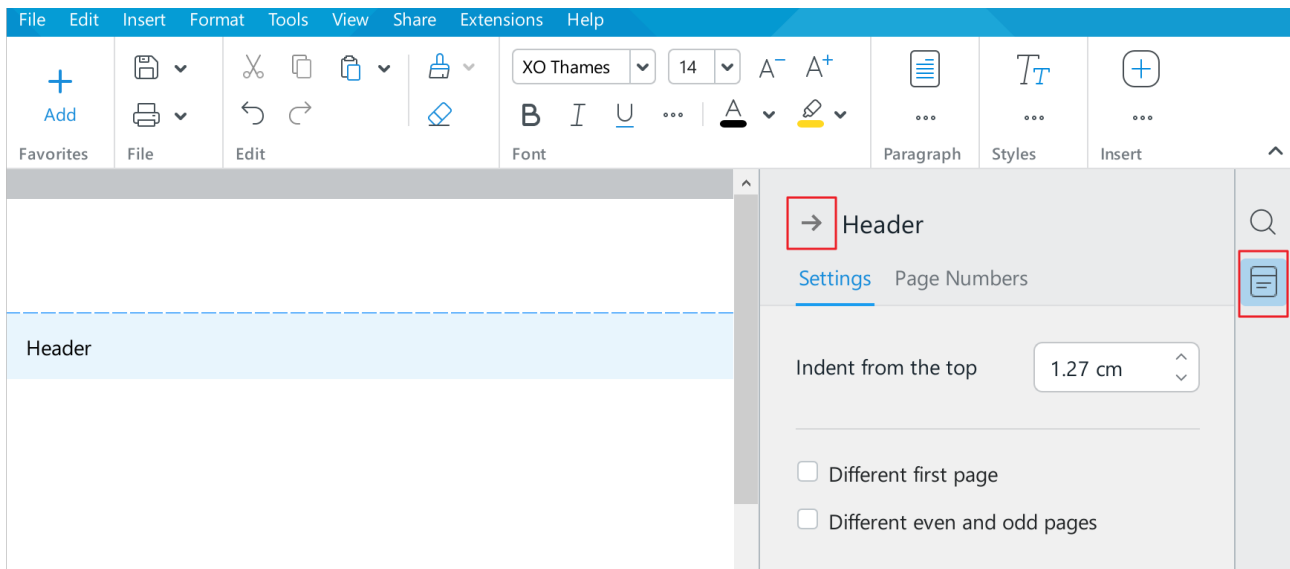 File Edit Insert Format Tools View Share Extensions Help
XO Thames 14 A− A+
Add B I U A
Favorites File Edit Font Paragraph Styles Insert
Header
Settings Page Numbers
Header
Indent from the top 1.27 cm
Different first page
Different even and odd pages